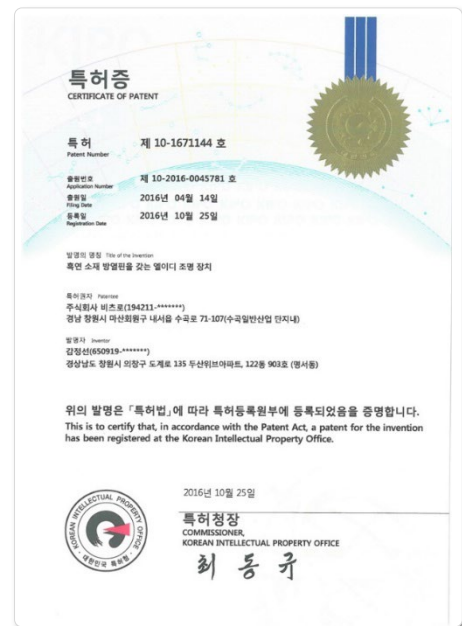 특허증
CERTIFICATE OF PATENT
특 허 제 10-1671144 호
Patent Number
출원번호 제 10-2016-0045781 호
Application Number
출원일 2016년 04월 14일
Filing Date
등록일 2016년 10월 25일
Registration Date
발명의 명칭 Title of the Invention
흑연 소재 방열핀을 갖는 엘이디 조명 장치
특허권자 Patentee
주식회사 비츠로(194211-*******)
경남 창원시 마산회원구 내서읍 수곡로 71-107(수곡일반산업 단지내)
발명자 Inventor
감정선(650919-*******)
경상남도 창원시 의창구 도계로 135 두산위브아파트, 122동 903호 (명서동)
위의 발명은 「특허법」에 따라 특허등록원부에 등록되었음을 증명합니다.
This is to certify that, in accordance with the Patent Act, a patent for the invention
has been registered at the Korean Intellectual Property Office.
2016년 10월 25일
특허청장
COMMISSIONER,
KOREAN INTELLECTUAL PROPERTY OFFICE
최 동 규
KOREAN INTELLECTUAL PROPERTY OFFICE
대한민국 특허청